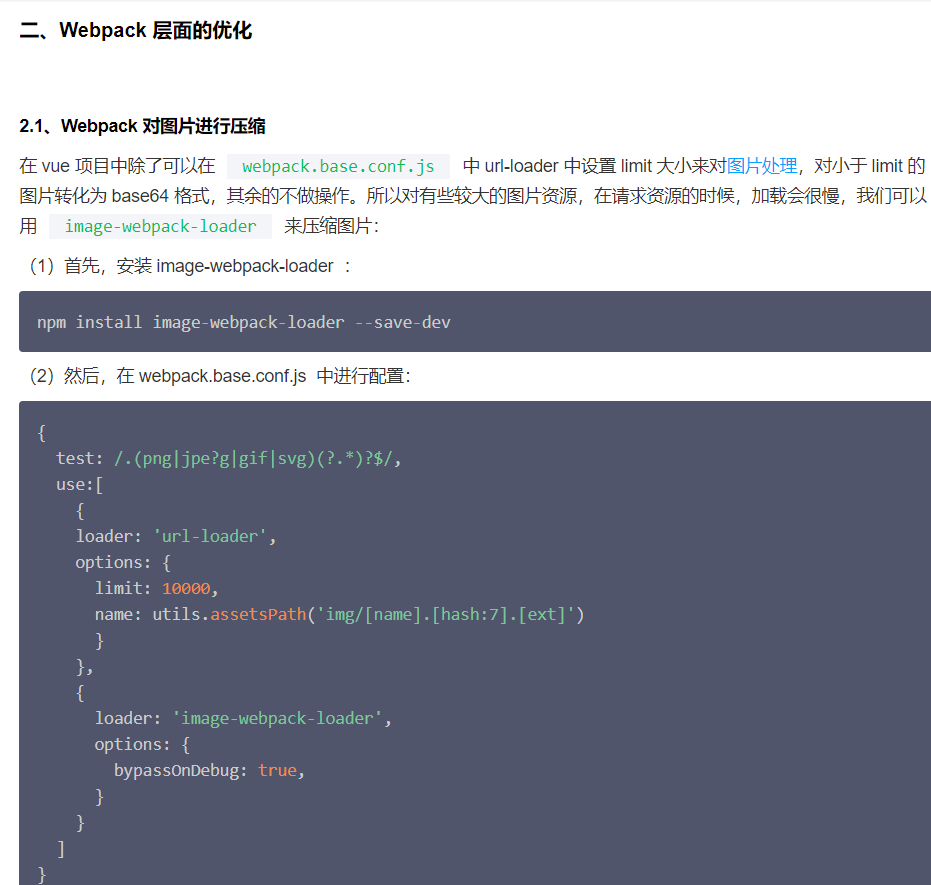 二、Webpack 层面的优化
2.1、Webpack 对图片进行压缩
在 vue 项目中除了可以在 webpack.base.conf.js 中 url-loader 中设置 limit 大小来对图片处理，对小于 limit 的
图片转化为 base64 格式，其余的不做操作。所以对有些较大的图片资源，在请求资源的时候，加载会很慢，我们可以
用 image-webpack-loader 来压缩图片：
（1）首先，安装 image-webpack-loader ：
npm install image-webpack-loader --save-dev
（2）然后，在 webpack.base.conf.js 中进行配置：
{
  test: /.(png|jpe?g|gif|svg)(?.*)?$/,
  use:[
    {
    loader: 'url-loader',
    options: {
      limit: 10000,
      name: utils.assetsPath('img/[name].[hash:7].[ext]')
      }
    },
    {
      loader: 'image-webpack-loader',
      options: {
        bypassOnDebug: true,
      }
    }
  ]
}